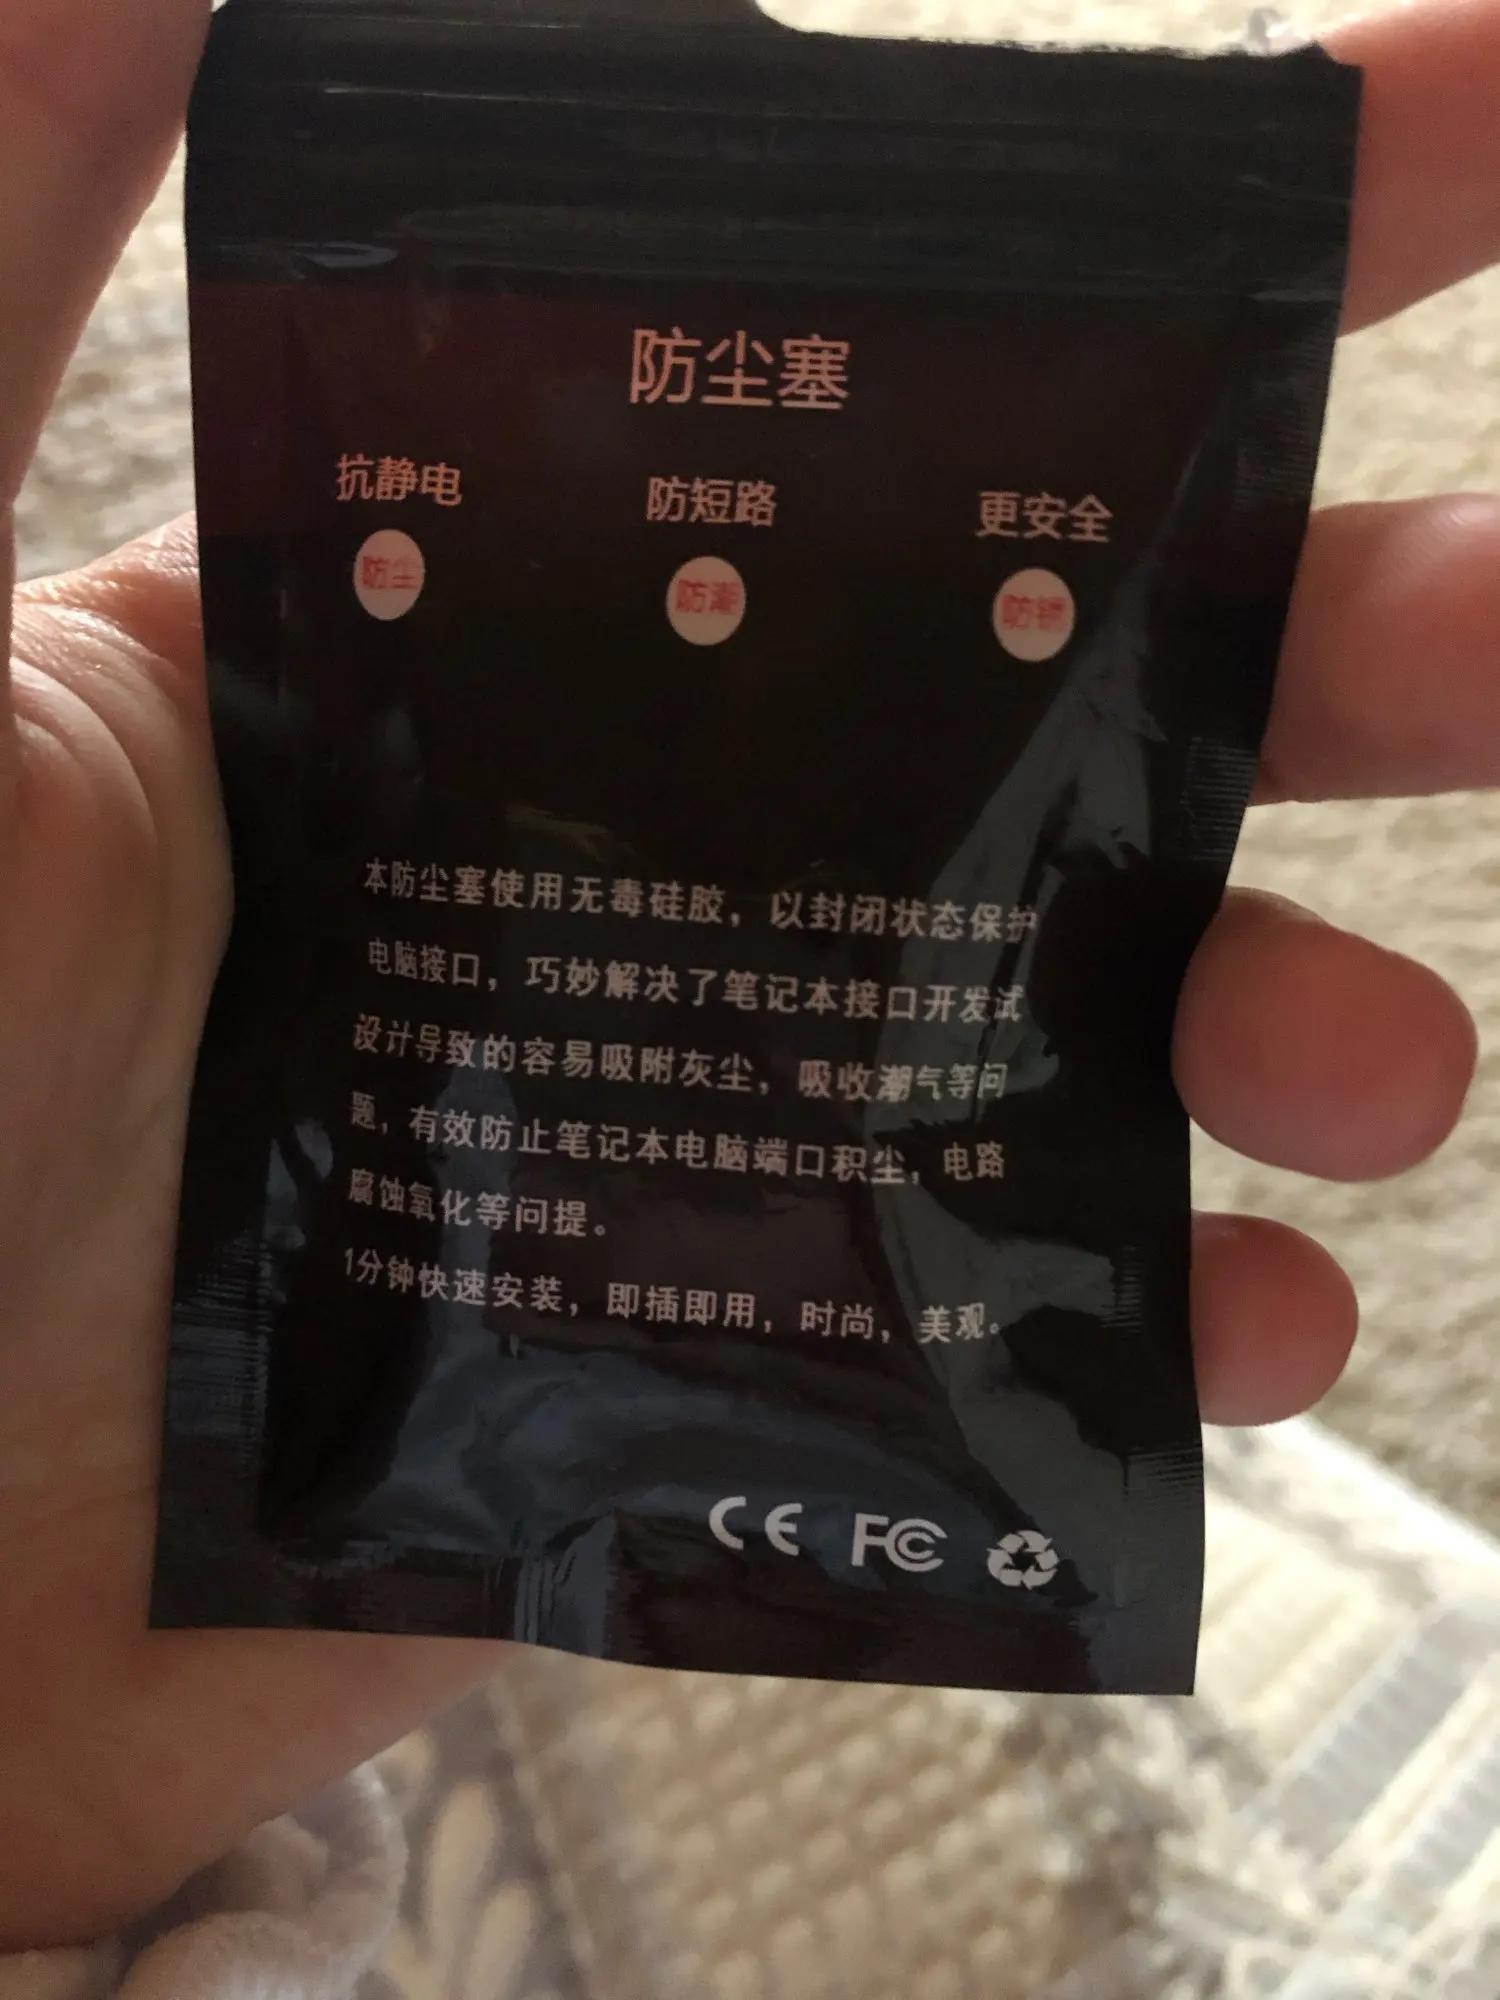 防尘塞
抗静电 防短路 更安全
防尘 防潮 防锈
本防尘塞使用无毒硅胶，以封闭状态保护
电脑接口，巧妙解决了笔记本接口开发试
设计导致的容易吸附灰尘，吸收潮气等问
题，有效防止笔记本电脑端口积尘，电路
腐蚀氧化等问提。
1分钟快速安装，即插即用，时尚，美观。
CE FC